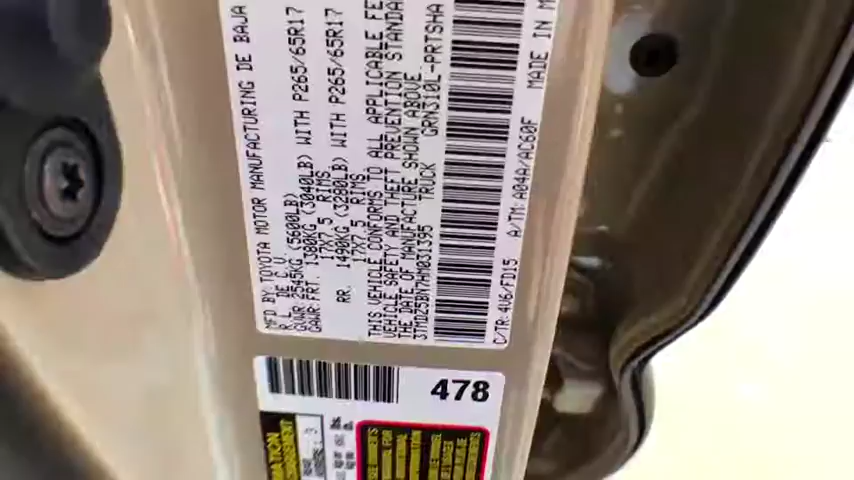 MFD BY: TOYOTA MOTOR MANUFACTURING DE BAJA
R.L. DE C.V.
GVWR 2545KG (5600LB)
GAWR: FRT. 1380KG (3040LB) WITH P265/65R17
17X7.5 RIMS
RR. 1490KG (3280LB) WITH P265/65R17
17X7.5 RIMS
THIS VEHICLE CONFORMS TO ALL APPLICABLE FE
VEHICLE SAFETY AND THEFT PREVENTION STANDA
THE DATE OF MANUFACTURE SHOWN ABOVE.
3TMDZ5BN7HM031395 TRUCK GRN310L-PRTSHA
C/TR: 4V6/FD15 A/TM: A04A/AC60F MADE IN M
478